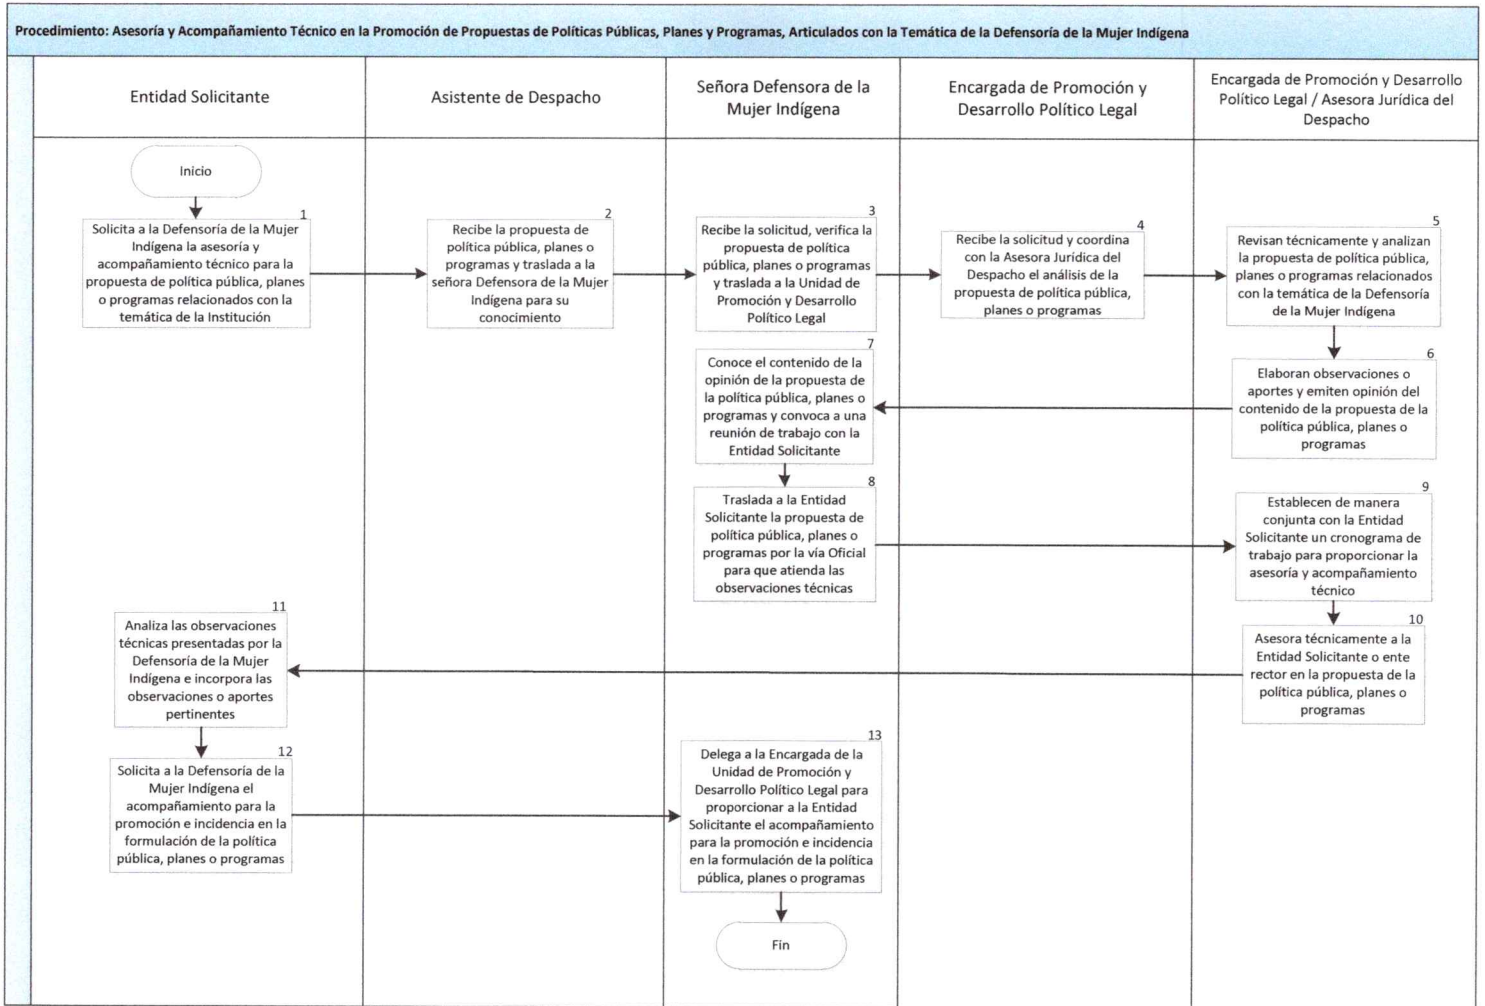 Procedimiento: Asesoría y Acompañamiento Técnico en la Promoción de Propuestas de Políticas Públicas, Planes y Programas, Articulados con la Temática de la Defensoría de la Mujer Indígena
Entidad Solicitante
Asistente de Despacho
Señora Defensora de la
Mujer Indígena
Encargada de Promoción y
Desarrollo Político Legal
Encargada de Promoción y Desarrollo
Político Legal / Asesora Jurídica del
Despacho
Inicio
1
Solicita a la Defensoría de la Mujer
Indígena la asesoría y
acompañamiento técnico para la
propuesta de política pública, planes
o programas relacionados con la
temática de la Institución
2
Recibe la propuesta de
política pública, planes o
programas y traslada a la
señora Defensora de la Mujer
Indígena para su
conocimiento
3
Recibe la solicitud, verifica la
propuesta de política
pública, planes o programas
y traslada a la Unidad de
Promoción y Desarrollo
Político Legal
4
Recibe la solicitud y coordina
con la Asesora Jurídica del
Despacho el análisis de la
propuesta de política pública,
planes o programas
5
Revisan técnicamente y analizan
la propuesta de política pública,
planes o programas relacionados
con la temática de la Defensoría
de la Mujer Indígena
6
Elaboran observaciones o
aportes y emiten opinión del
contenido de la propuesta de la
política pública, planes o
programas
7
Conoce el contenido de la
opinión de la propuesta de
la política pública, planes o
programas y convoca a una
reunión de trabajo con la
Entidad Solicitante
8
Traslada a la Entidad
Solicitante la propuesta de
política pública, planes o
programas por la vía Oficial
para que atienda las
observaciones técnicas
9
Establecen de manera
conjunta con la Entidad
Solicitante un cronograma de
trabajo para proporcionar la
asesoría y acompañamiento
técnico
10
Asesora técnicamente a la
Entidad Solicitante o ente
rector en la propuesta de la
política pública, planes o
programas
11
Analiza las observaciones
técnicas presentadas por la
Defensoría de la Mujer
Indígena e incorpora las
observaciones o aportes
pertinentes
12
Solicita a la Defensoría de la
Mujer Indígena el
acompañamiento para la
promoción e incidencia en la
formulación de la política
pública, planes o programas
13
Delega a la Encargada de la
Unidad de Promoción y
Desarrollo Político Legal para
proporcionar a la Entidad
Solicitante el acompañamiento
para la promoción e incidencia
en la formulación de la política
pública, planes o programas
Fin